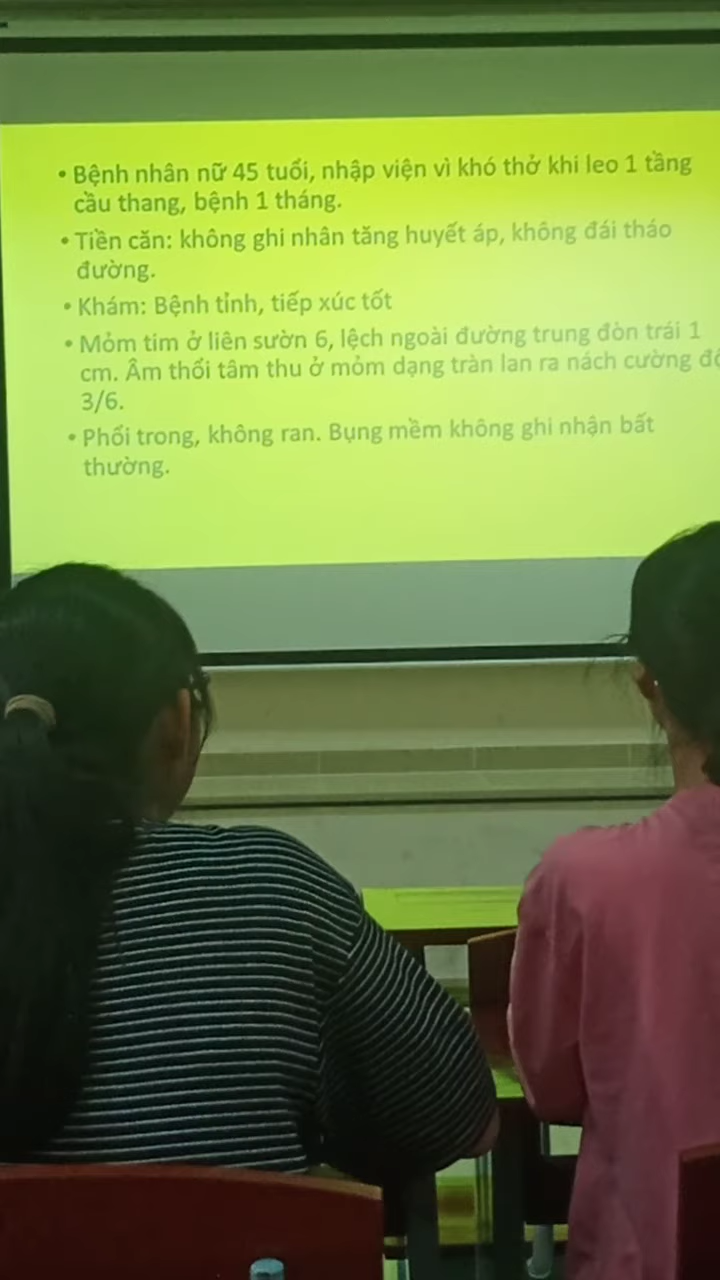 • Bệnh nhân nữ 45 tuổi, nhập viện vì khó thở khi leo 1 tầng
cầu thang, bệnh 1 tháng.
• Tiền căn: không ghi nhân tăng huyết áp, không đái tháo
đường.
• Khám: Bệnh tỉnh, tiếp xúc tốt
• Mỏm tim ở liên sườn 6, lệch ngoài đường trung đòn trái 1
cm. Âm thổi tâm thu ở mỏm dạng tràn lan ra nách cường độ
3/6.
• Phổi trong, không ran. Bụng mềm không ghi nhận bất
thường.